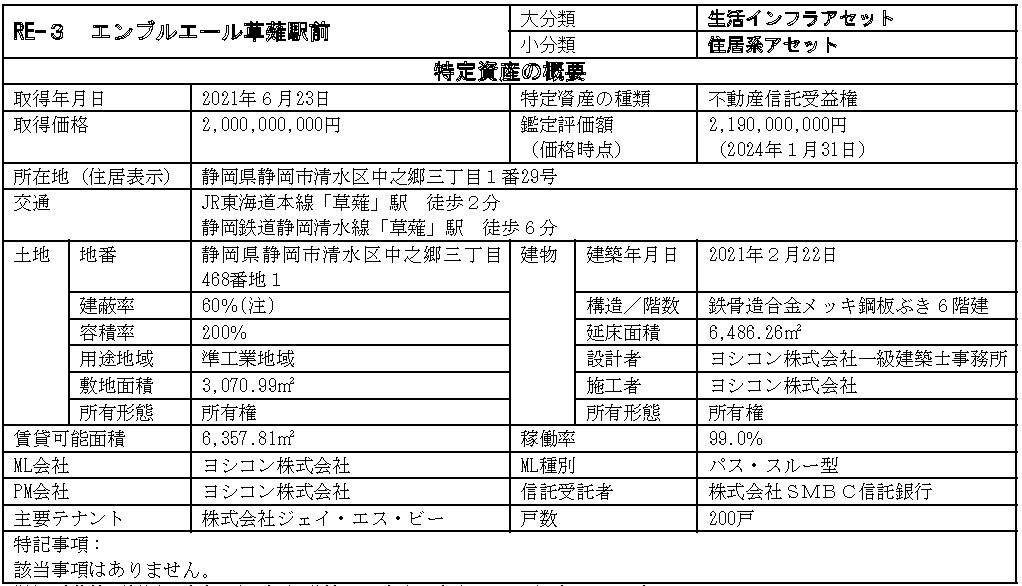 RE-３ エンブルエール草薙駅前 大分類 生活インフラアセット
小分類 住居系アセット
特定資産の概要
取得年月日 2021年６月23日 特定資産の種類 不動産信託受益権
取得価格 2,000,000,000円 鑑定評価額 2,190,000,000円
（価格時点） （2024年１月31日）
所在地（住居表示） 静岡県静岡市清水区中之郷三丁目１番29号
交通 JR東海道本線「草薙」駅 徒歩２分
静岡鉄道静岡清水線「草薙」駅 徒歩６分
土地 地番 静岡県静岡市清水区中之郷三丁目 建物 建築年月日 2021年２月22日
468番地１
建蔽率 60%(注) 構造／階数 鉄骨造合金メッキ鋼板ぶき６階建
容積率 200% 延床面積 6,486.26㎡
用途地域 準工業地域 設計者 ヨシコン株式会社一級建築士事務所
敷地面積 3,070.99㎡ 施工者 ヨシコン株式会社
所有形態 所有権 所有形態 所有権
賃貸可能面積 6,357.81㎡ 稼働率 99.0%
ML会社 ヨシコン株式会社 ML種別 パス・スルー型
PM会社 ヨシコン株式会社 信託受託者 株式会社ＳＭＢＣ信託銀行
主要テナント 株式会社ジェイ・エス・ビー 戸数 200戸
特記事項：
該当事項はありません。